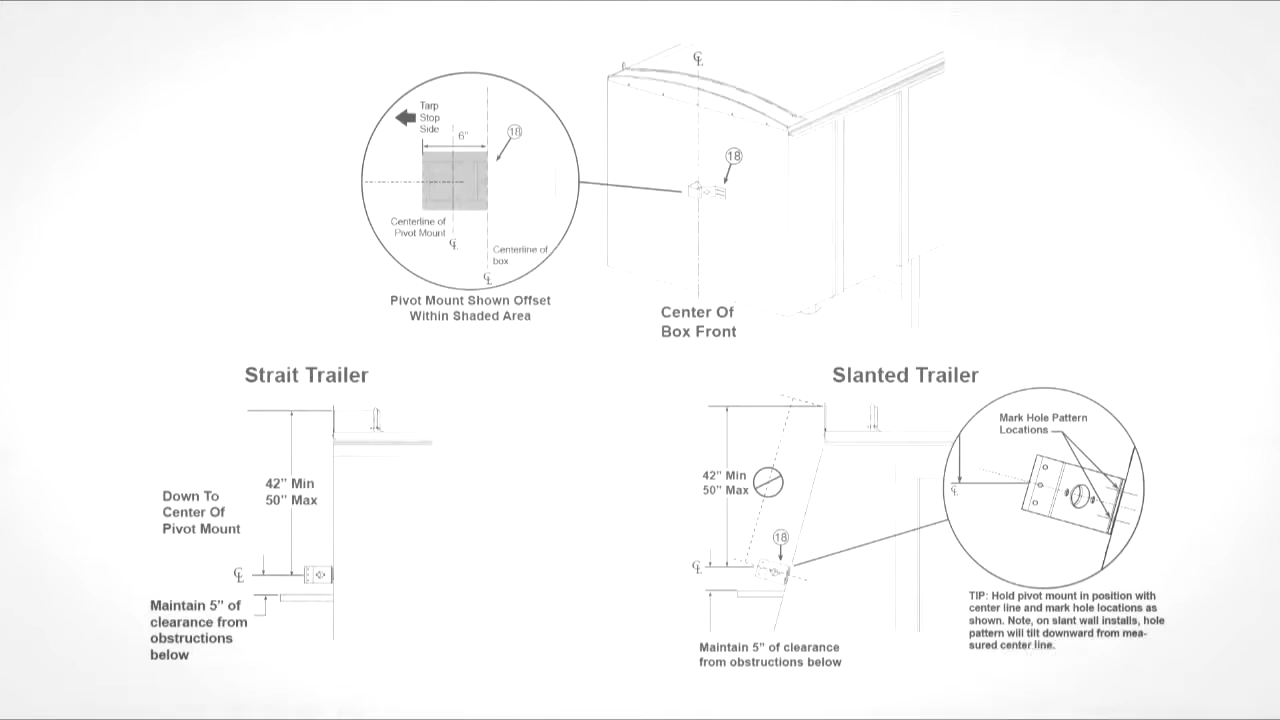 ℄
Tarp
Stop
Side
6"
18
18
Centerline of
Pivot Mount
℄
Centerline of
box
℄
Pivot Mount Shown Offset
Within Shaded Area
Center Of
Box Front
Strait Trailer
42" Min
50" Max
Down To
Center Of
Pivot Mount
℄
Maintain 5" of
clearance from
obstructions
below
Slanted Trailer
Mark Hole Pattern
Locations
42" Min
50" Max
℄
18
℄
Maintain 5" of clearance
from obstructions below
TIP: Hold pivot mount in position with
center line and mark hole locations as
shown. Note, on slant wall installs, hole
pattern will tilt downward from mea-
sured center line.